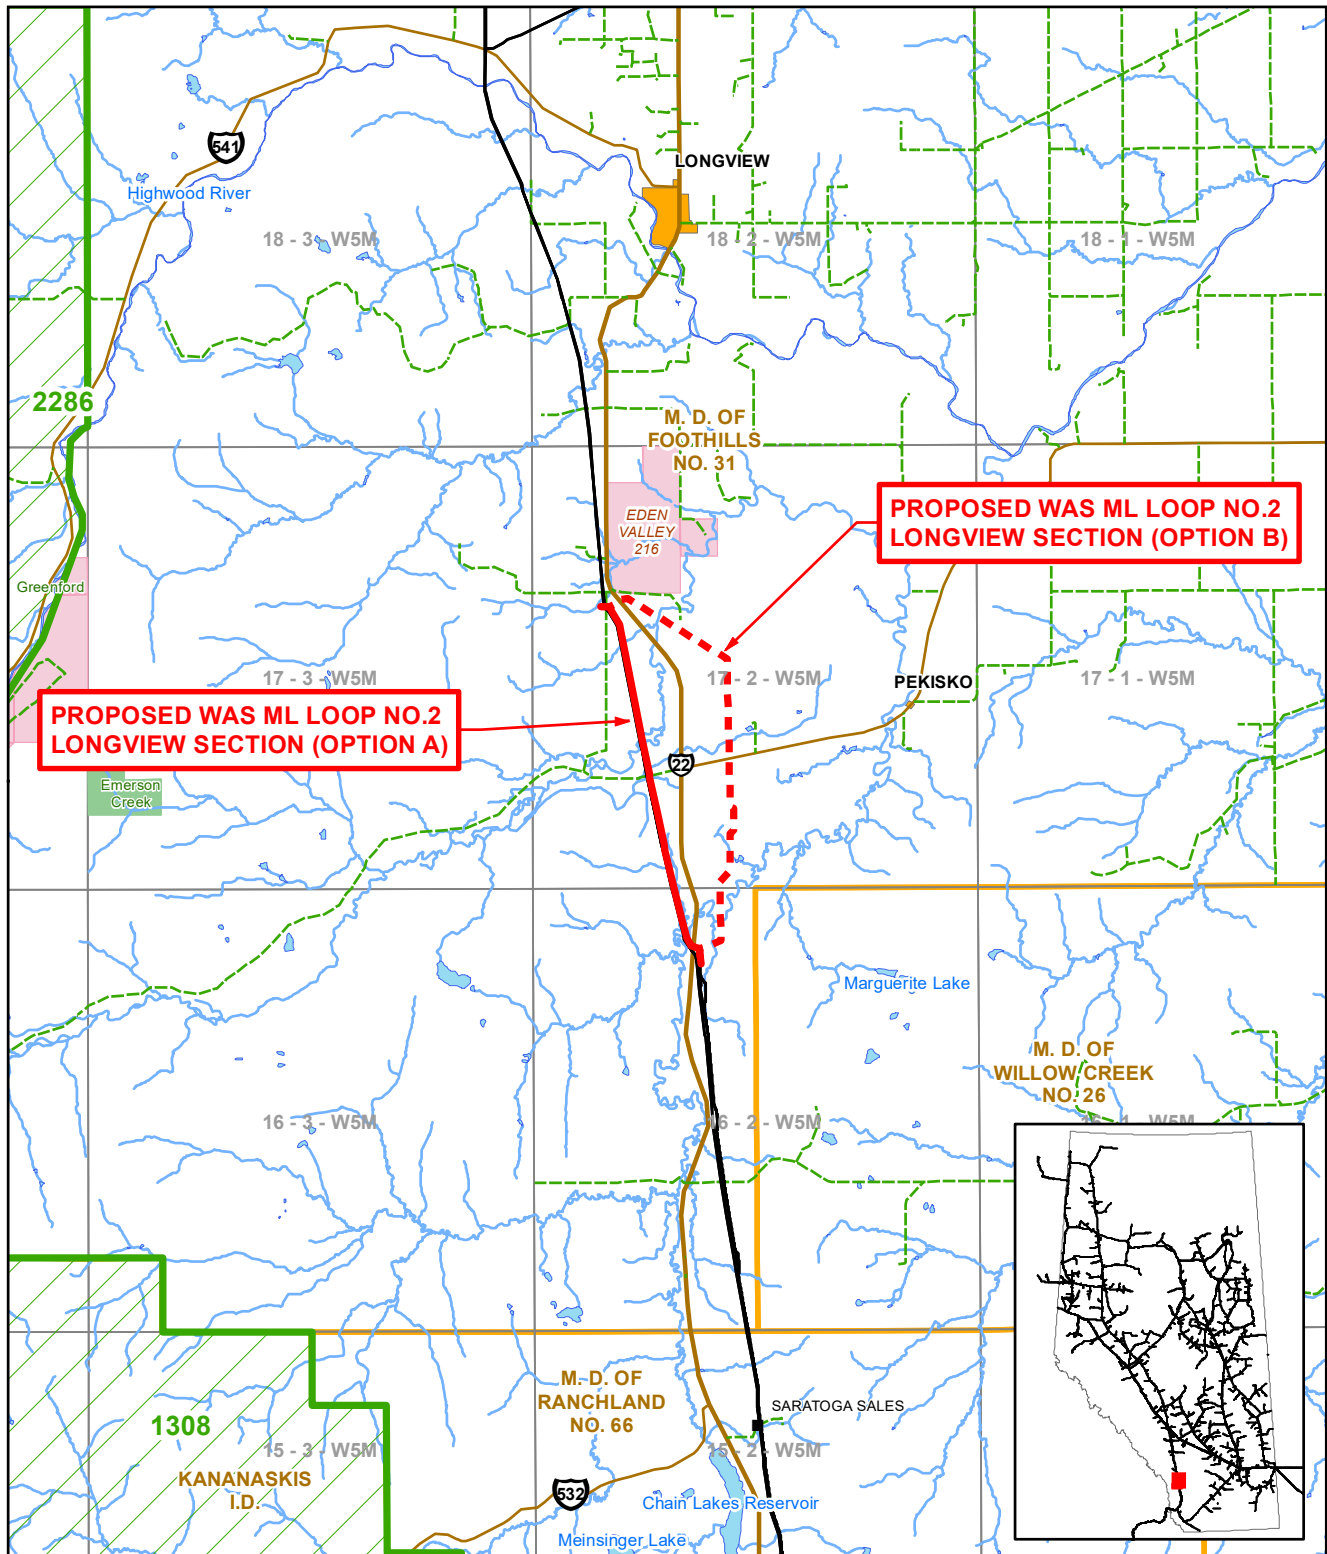 LONGVIEW
541
Highwood River
18 - 3 - W5M
18 - 2 - W5M
18 - 1 - W5M
2286
M. D. OF
FOOTHILLS
NO. 31
PROPOSED WAS ML LOOP NO.2
LONGVIEW SECTION (OPTION B)
EDEN
VALLEY
216
Greenford
17 - 3 - W5M
17 - 2 - W5M
PEKISKO
17 - 1 - W5M
PROPOSED WAS ML LOOP NO.2
LONGVIEW SECTION (OPTION A)
22
Emerson
Creek
Marguerite Lake
M. D. OF
WILLOW CREEK
NO. 26
16 - 3 - W5M
16 - 2 - W5M
16 - 1 - W5M
M. D. OF
RANCHLAND
NO. 66
SARATOGA SALES
1308
15 - 3 - W5M
15 - 2 - W5M
KANANASKIS
I.D.
532
Chain Lakes Reservoir
Meinsinger Lake